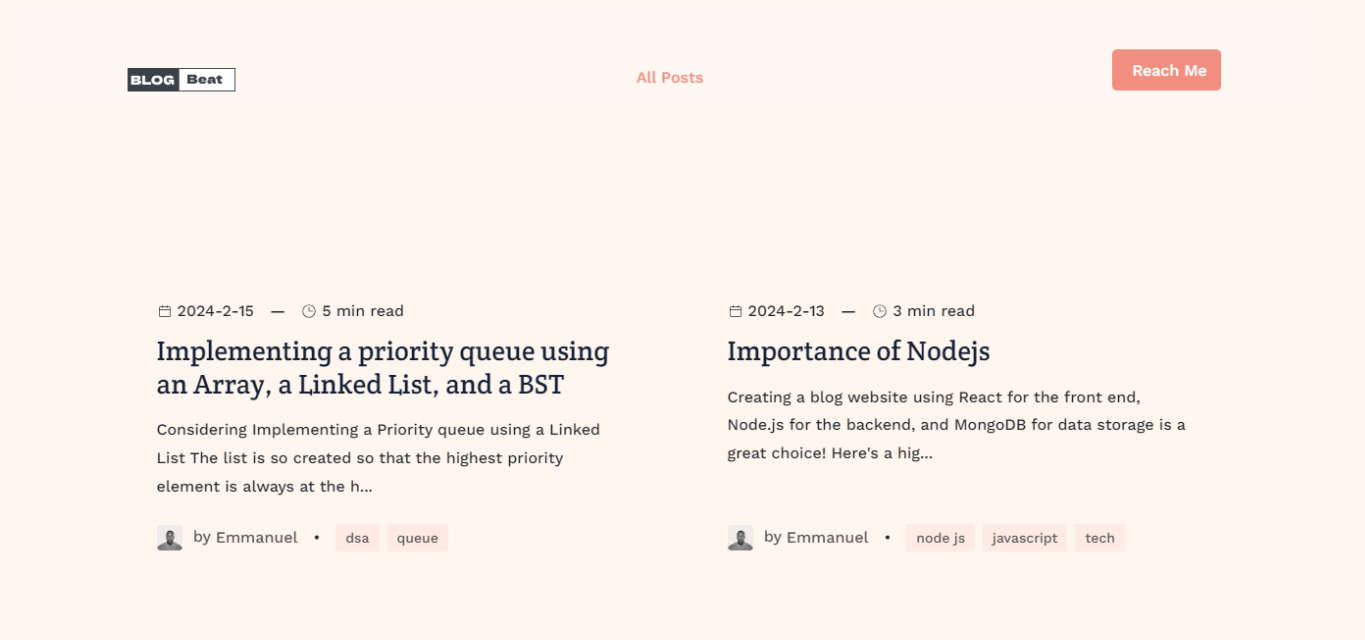 BLOG Beat
All Posts
Reach Me
2024-2-15 — 5 min read
Implementing a priority queue using
an Array, a Linked List, and a BST
Considering Implementing a Priority queue using a Linked
List The list is so created so that the highest priority
element is always at the h...
by Emmanuel • dsa queue
2024-2-13 — 3 min read
Importance of Nodejs
Creating a blog website using React for the front end,
Node.js for the backend, and MongoDB for data storage is a
great choice! Here's a hig...
by Emmanuel • node js javascript tech